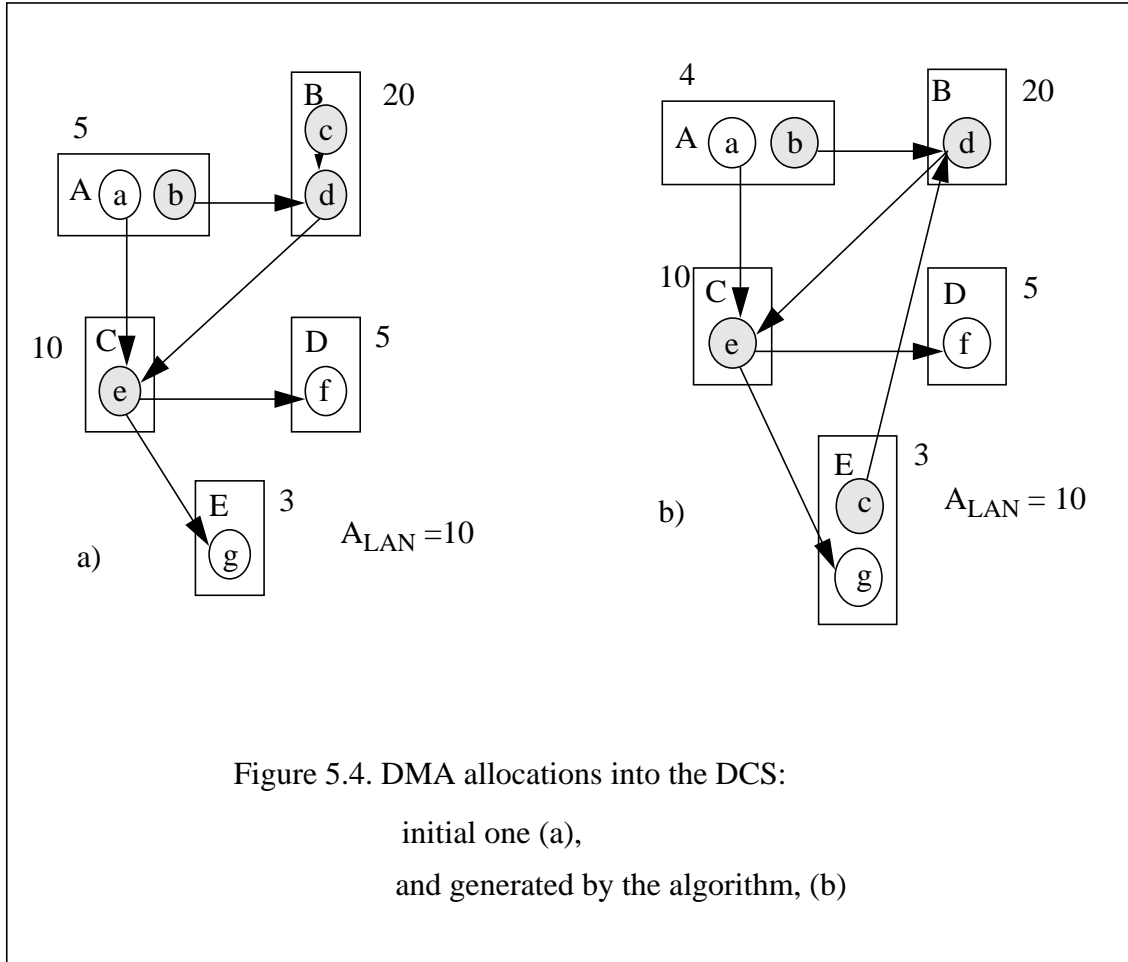 5
A a b
B 20
c
d
10 C
e
D 5
f
E 3
g
A_LAN =10
a)
4
A a b
B 20
d
10 C
e
D 5
f
E 3
c
g
A_LAN = 10
b)
Figure 5.4. DMA allocations into the DCS:
initial one (a),
and generated by the algorithm, (b)